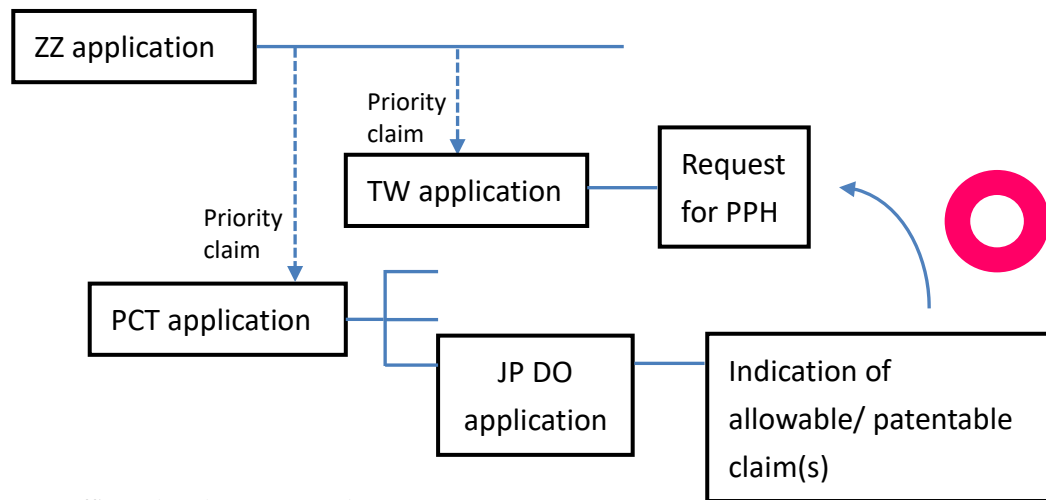 ZZ application
Priority
claim
TW application
Request
for PPH
Priority
claim
PCT application
JP DO
application
Indication of
allowable/ patentable
claim(s)